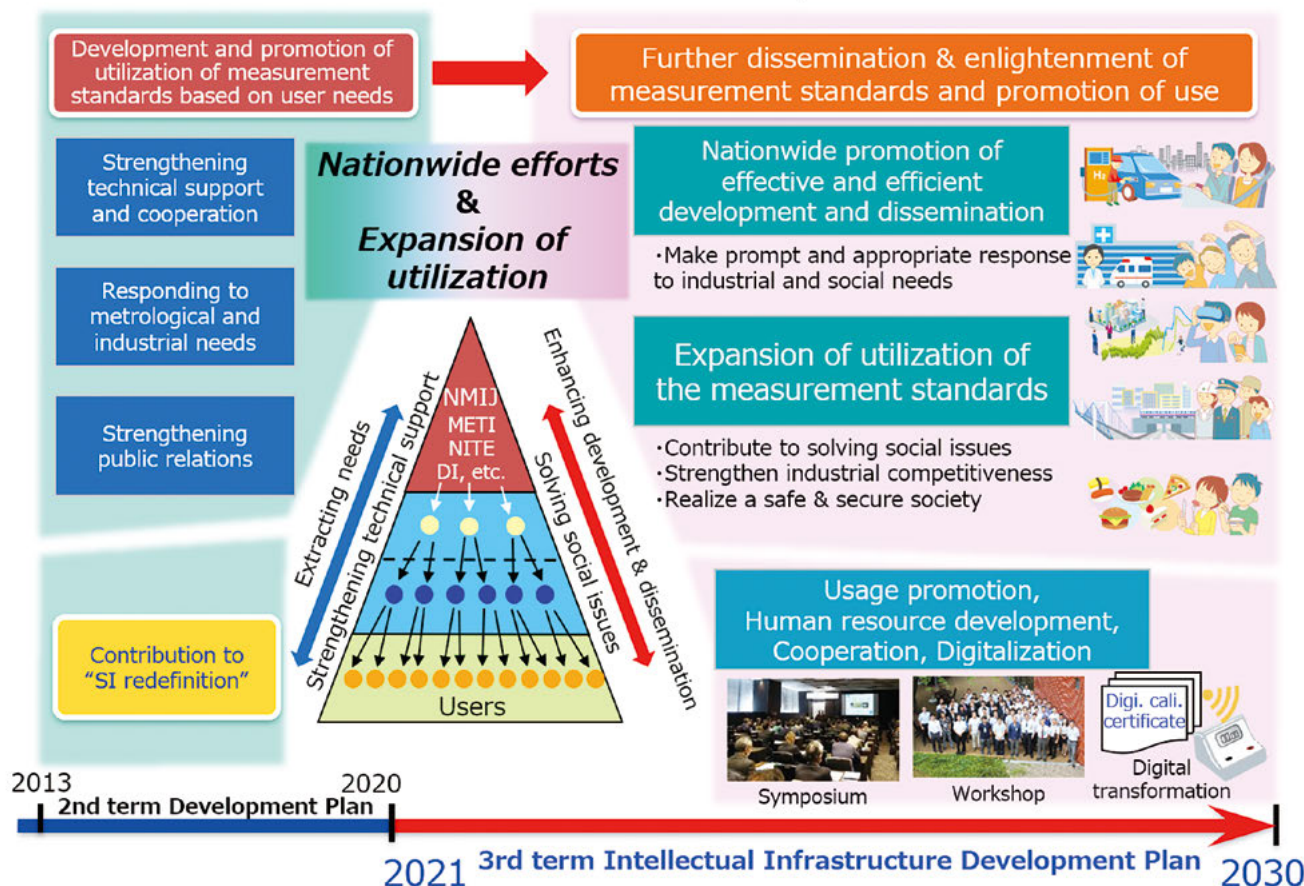 Development and promotion of
utilization of measurement
standards based on user needs
Further dissemination & enlightenment of
measurement standards and promotion of use
Strengthening
technical support
and cooperation
Responding to
metrological and
industrial needs
Strengthening
public relations
Contribution to
“SI redefinition”
Nationwide efforts
&
Expansion of
utilization
Extracting needs
Strengthening technical support
NMIJ
METI
NITE
DI, etc.
Users
Enhancing development & dissemination
Solving social issues
Nationwide promotion of
effective and efficient
development and dissemination
・Make prompt and appropriate response
to industrial and social needs
Expansion of utilization of
the measurement standards
・Contribute to solving social issues
・Strengthen industrial competitiveness
・Realize a safe & secure society
H2
Usage promotion,
Human resource development,
Cooperation, Digitalization
Symposium
Workshop
Digi. cali.
certificate
Digital
transformation
2013
2020
2nd term Development Plan
2021
3rd term Intellectual Infrastructure Development Plan
2030